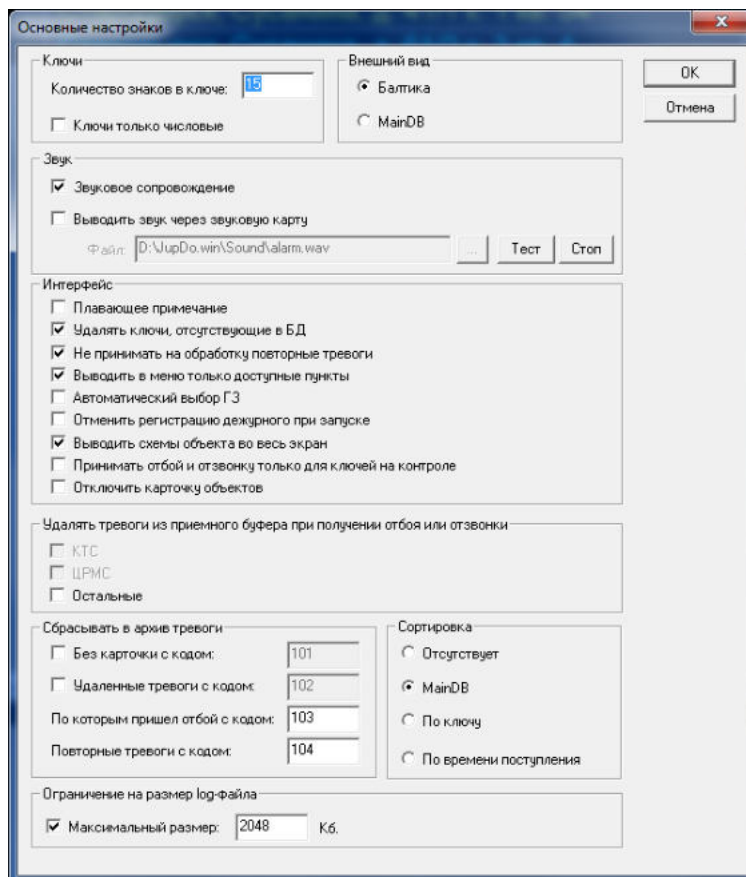 Основные настройки
Ключи
Количество знаков в ключе: 15
Ключи только числовые
Внешний вид
Балтика
MainDB
OK
Отмена
Звук
Звуковое сопровождение
Выводить звук через звуковую карту
Файл: D:\JupDo.win\Sound\alarm.wav ... Тест Стоп
Интерфейс
Плавающее примечание
Удалять ключи, отсутствующие в БД
Не принимать на обработку повторные тревоги
Выводить в меню только доступные пункты
Автоматический выбор ГЗ
Отменить регистрацию дежурного при запуске
Выводить схемы объекта во весь экран
Принимать отбой и отзвонку только для ключей на контроле
Отключить карточку объектов
Удалять тревоги из приемного буфера при получении отбоя или отзвонки
КТС
ЦРМС
Остальные
Сбрасывать в архив тревоги
Без карточки с кодом: 101
Удаленные тревоги с кодом: 102
По которым пришел отбой с кодом: 103
Повторные тревоги с кодом: 104
Сортировка
Отсутствует
MainDB
По ключу
По времени поступления
Ограничение на размер log-файла
Максимальный размер: 2048 Кб.